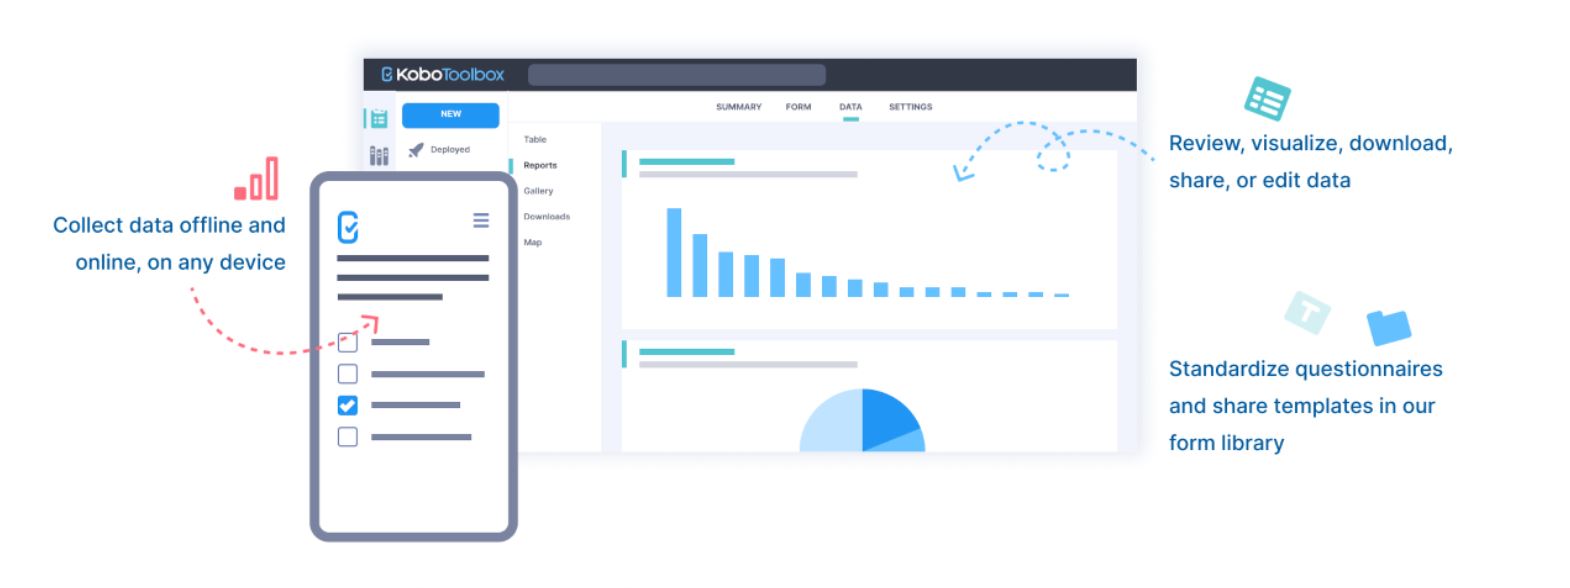 KoboToolbox
NEW
SUMMARY FORM DATA SETTINGS
Deployed
Table
Reports
Gallery
Downloads
Map
Collect data offline and
online, on any device
Review, visualize, download,
share, or edit data
T
Standardize questionnaires
and share templates in our
form library